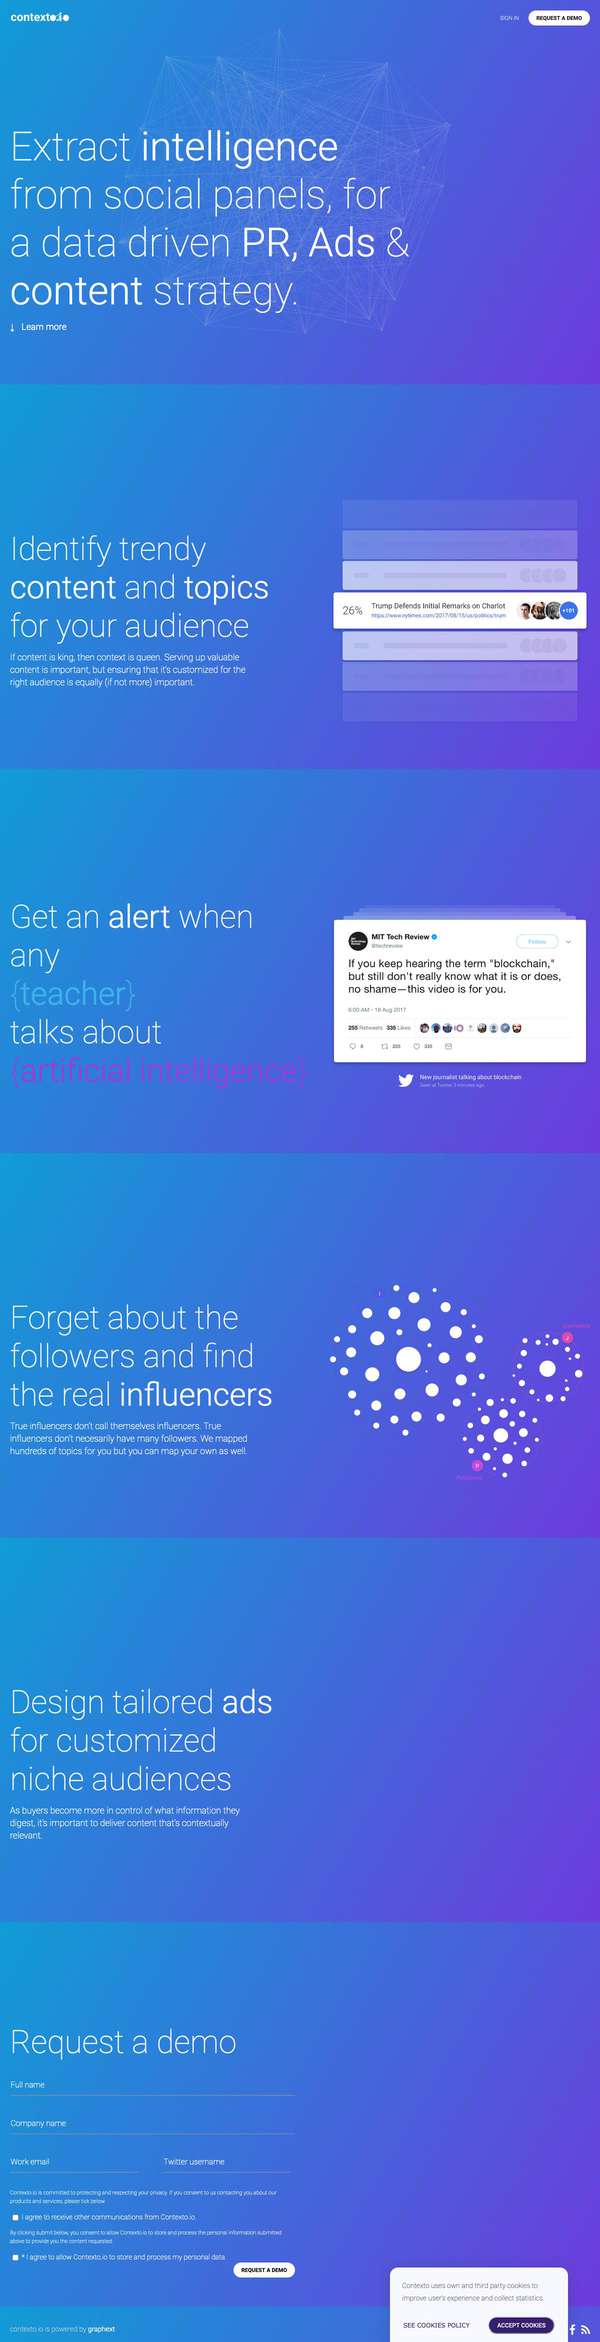 contexto.io
SIGN IN
REQUEST A DEMO
Extract intelligence
from social panels, for
a data driven PR, Ads &
content strategy.
↓ Learn more
Identify trendy
content and topics
for your audience
If content is king, then context is queen. Serving up valuable
content is important, but ensuring that it's customized for the
right audience is equally (if not more) important.
26%
Trump Defends Initial Remarks on Charlot
https://www.nytimes.com/2017/08/15/us/politics/trum
+101
Get an alert when
any
{teacher}
talks about
{artificial intelligence}
MIT Tech Review
@techreview
Follow
If you keep hearing the term "blockchain,"
but still don't really know what it is or does,
no shame—this video is for you.
6:00 AM - 18 Aug 2017
255 Retweets 335 Likes
New journalist talking about blockchain
Seen at Twitter 3 minutes ago.
Forget about the
followers and find
the real influencers
True influencers don't call themselves influencers. True
influencers don't necesarily have many followers. We mapped
hundreds of topics for you but you can map your own as well.
Design tailored ads
for customized
niche audiences
As buyers become more in control of what information they
digest, it's important to deliver content that's contextually
relevant.
Request a demo
Full name
Company name
Work email
Twitter username
Contexto.io is committed to protecting and respecting your privacy. If you consent to us contacting you about our
products and services, please tick below
I agree to receive other communications from Contexto.io.
By clicking submit below, you consent to allow Contexto.io to store and process the personal information submitted
above to provide you the content requested.
* I agree to allow Contexto.io to store and process my personal data
REQUEST A DEMO
Contexto uses own and third party cookies to
improve user's experience and collect statistics.
SEE COOKIES POLICY
ACCEPT COOKIES
contexto.io is powered by graphext